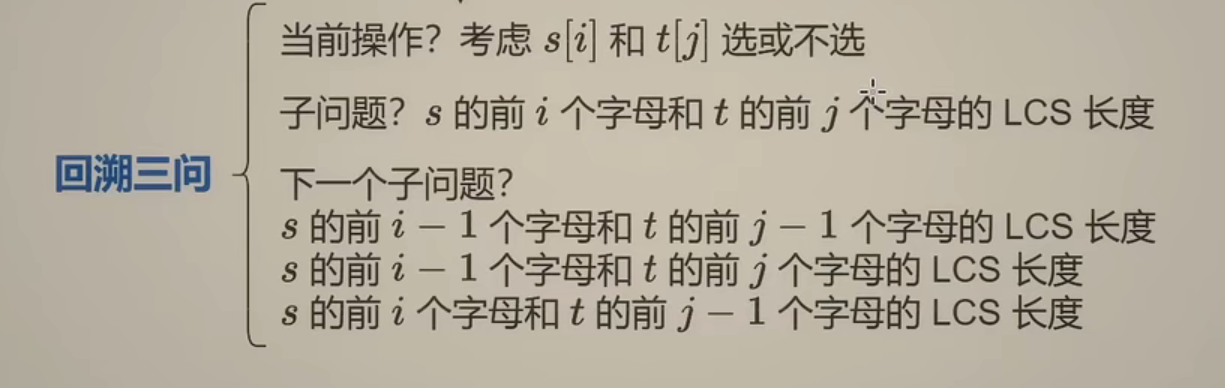 当前操作？考虑 s[i] 和 t[j] 选或不选
子问题？s 的前 i 个字母和 t 的前 j 个字母的 LCS 长度
回溯三问
下一个子问题？
s 的前 i − 1 个字母和 t 的前 j − 1 个字母的 LCS 长度
s 的前 i − 1 个字母和 t 的前 j 个字母的 LCS 长度
s 的前 i 个字母和 t 的前 j − 1 个字母的 LCS 长度